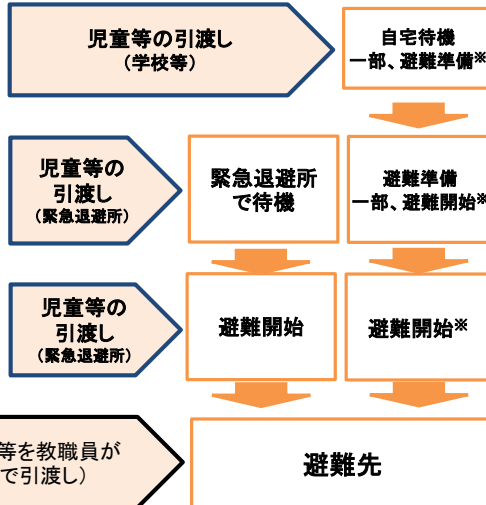 児童等の引渡し
（学校等）
自宅待機
一部、避難準備※
児童等の
引渡し
（緊急退避所）
緊急退避所
で待機
避難準備
一部、避難開始※
児童等の
引渡し
（緊急退避所）
避難開始
避難開始※
等を教職員が
で引渡し）
避難先